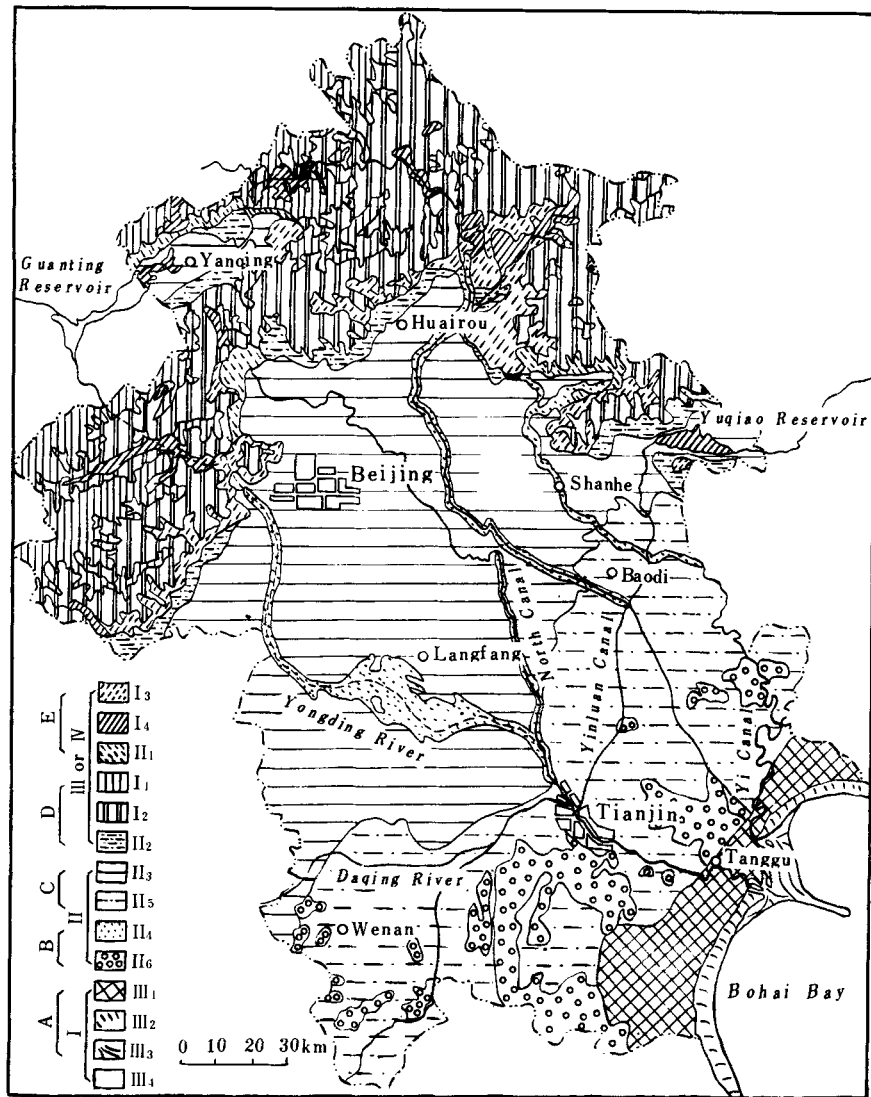 Guanting
Reservoir
Yanqing
Huairou
Yuqiao Reservoir
Beijing
Shanhe
Baodi
North Canal
Yinluan Canal
Langfang
Yongding River
Yi Canal
Tianjin
Tanggu
Daqing River
Wenan
Bohai Bay
E
D
C
B
A
III or IV
II
I
I3
I4
II1
I1
I2
II2
II3
II5
II4
II6
III1
III2
III3
III4
0 10 20 30km